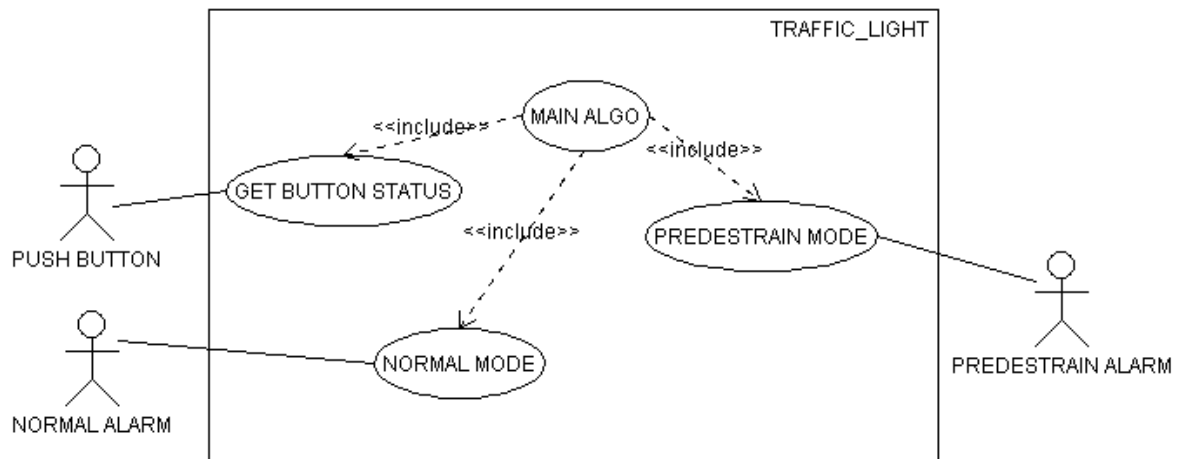 TRAFFIC_LIGHT
MAIN ALGO
<<include>>
<<include>>
GET BUTTON STATUS
<<include>>
PREDESTRAIN MODE
PUSH BUTTON
NORMAL MODE
PREDESTRAIN ALARM
NORMAL ALARM